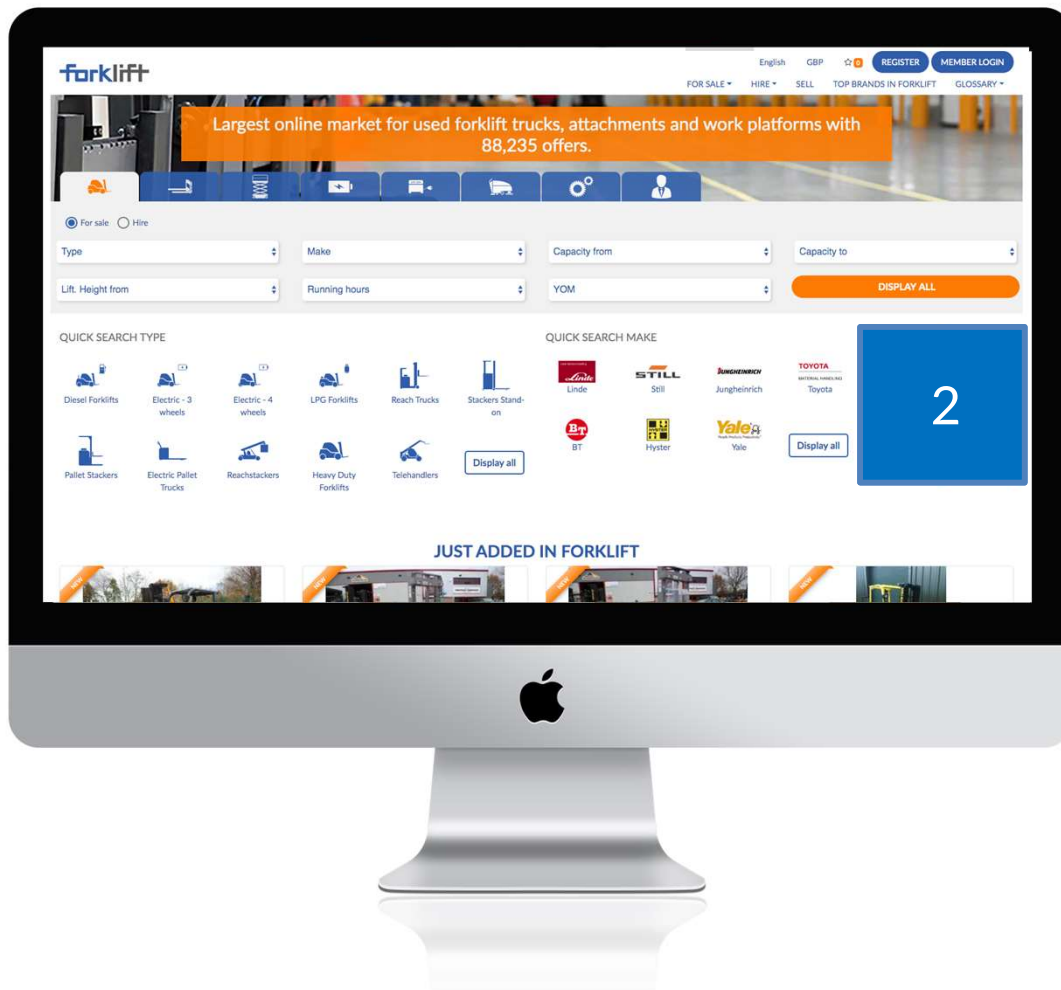 forklift
English GBP 0 REGISTER MEMBER LOGIN
FOR SALE HIRE SELL TOP BRANDS IN FORKLIFT GLOSSARY
Largest online market for used forklift trucks, attachments and work platforms with
88,235 offers.
For sale Hire
Type Make Capacity from Capacity to
Lift. Height from Running hours YOM DISPLAY ALL
QUICK SEARCH TYPE
Diesel Forklifts
Electric - 3
wheels
Electric - 4
wheels
LPG Forklifts
Reach Trucks
Stackers Stand-
on
Pallet Stackers
Electric Pallet
Trucks
Reachstackers
Heavy Duty
Forklifts
Telehandlers
Display all
QUICK SEARCH MAKE
Linde
Linde
STILL
Still
JUNGHEINRICH
Jungheinrich
TOYOTA
MATERIAL HANDLING
Toyota
BT
BT
HYSTER
Hyster
Yale
Yale
Display all
2
JUST ADDED IN FORKLIFT
NEW
NEW
NEW
NEW